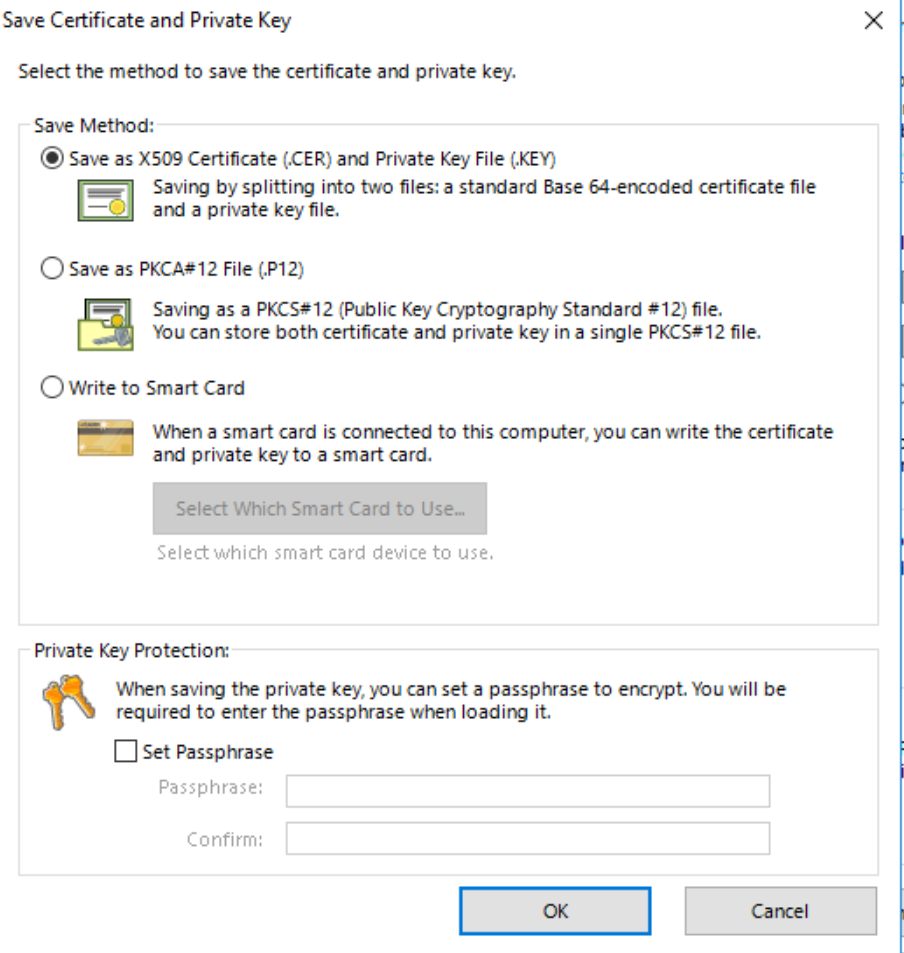 Save Certificate and Private Key
Select the method to save the certificate and private key.
Save Method:
Save as X509 Certificate (.CER) and Private Key File (.KEY)
Saving by splitting into two files: a standard Base 64-encoded certificate file
and a private key file.
Save as PKCA#12 File (.P12)
Saving as a PKCS#12 (Public Key Cryptography Standard #12) file.
You can store both certificate and private key in a single PKCS#12 file.
Write to Smart Card
When a smart card is connected to this computer, you can write the certificate
and private key to a smart card.
Select Which Smart Card to Use...
Select which smart card device to use.
Private Key Protection:
When saving the private key, you can set a passphrase to encrypt. You will be
required to enter the passphrase when loading it.
Set Passphrase
Passphrase:
Confirm:
OK
Cancel